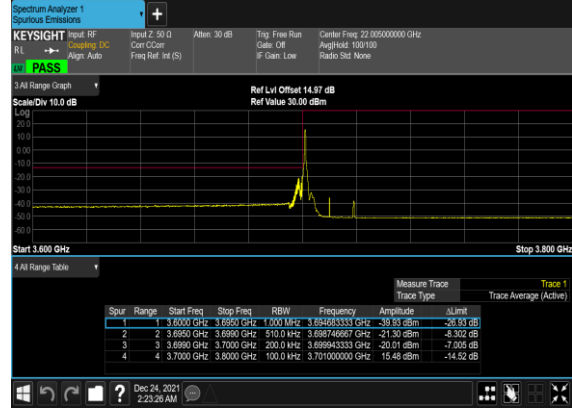 Spectrum Analyzer 1
Spurious Emissions
KEYSIGHT Input: RF Input Z: 50 Ω Atten: 30 dB Trig: Free Run Center Freq: 22.005000000 GHz
RL Coupling: DC Corr CCorr Gate: Off Avg|Hold: 100/100
Align: Auto Freq Ref: Int (S) IF Gain: Low Radio Std: None
PASS
3 All Range Graph
Ref Lvl Offset 14.97 dB
Scale/Div 10.0 dB Ref Value 30.00 dBm
Log
20.0
10.0
0.00
-10.0
-20.0
-30.0
-40.0
-50.0
-60.0
Start 3.600 GHz Stop 3.800 GHz
4 All Range Table
Measure Trace Trace 1
Trace Type Trace Average (Active)
Spur Range Start Freq Stop Freq RBW Frequency Amplitude ΔLimit
1 1 3.6000 GHz 3.6950 GHz 1.000 MHz 3.694683333 GHz -39.93 dBm -26.93 dB
2 2 3.6950 GHz 3.6990 GHz 510.0 kHz 3.698746667 GHz -21.30 dBm -8.302 dB
3 3 3.6990 GHz 3.7000 GHz 200.0 kHz 3.699943333 GHz -20.01 dBm -7.005 dB
4 4 3.7000 GHz 3.8000 GHz 100.0 kHz 3.701000000 GHz 15.48 dBm -14.52 dB
Dec 24, 2021
2:23:26 AM